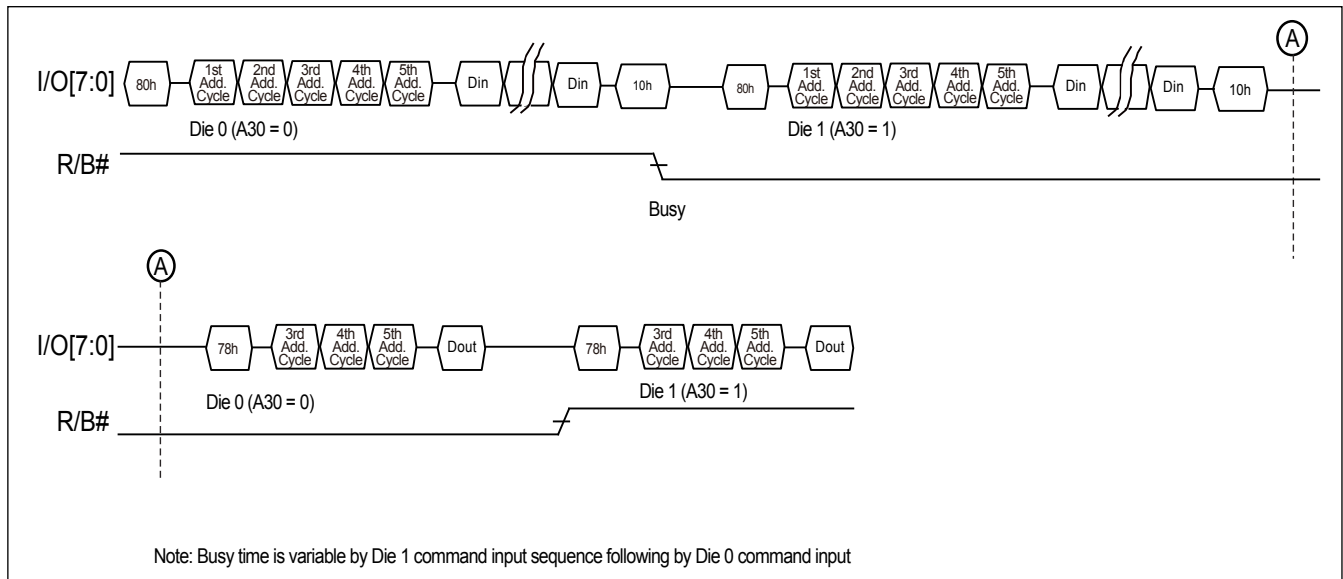 A
I/O[7:0] 80h 1st Add. Cycle 2nd Add. Cycle 3rd Add. Cycle 4th Add. Cycle 5th Add. Cycle Din Din 10h 80h 1st Add. Cycle 2nd Add. Cycle 3rd Add. Cycle 4th Add. Cycle 5th Add. Cycle Din Din 10h
Die 0 (A30 = 0) Die 1 (A30 = 1)
R/B#
Busy
A
I/O[7:0] 78h 3rd Add. Cycle 4th Add. Cycle 5th Add. Cycle Dout 78h 3rd Add. Cycle 4th Add. Cycle 5th Add. Cycle Dout
Die 0 (A30 = 0) Die 1 (A30 = 1)
R/B#
Note: Busy time is variable by Die 1 command input sequence following by Die 0 command input